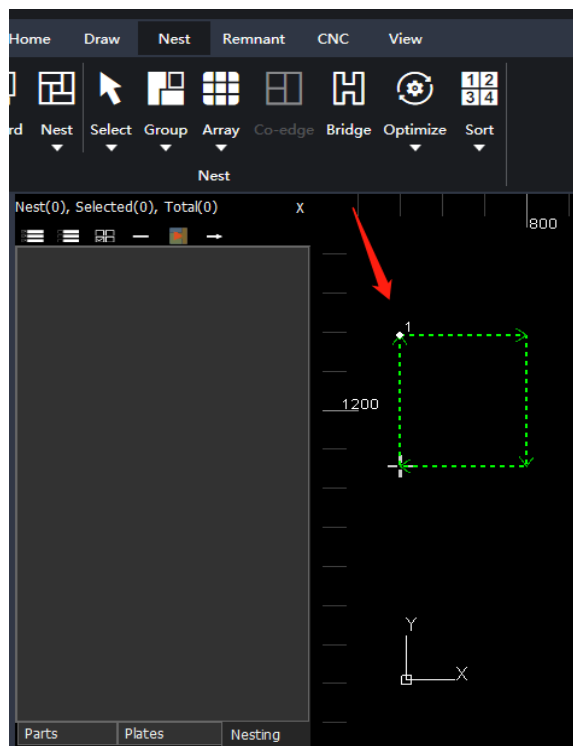 Home Draw Nest Remnant CNC View
rd Nest Select Group Array Co-edge Bridge Optimize Sort
1 2
3 4
Nest
Nest(0), Selected(0), Total(0) X
800
1
1200
Y
X
Parts Plates Nesting